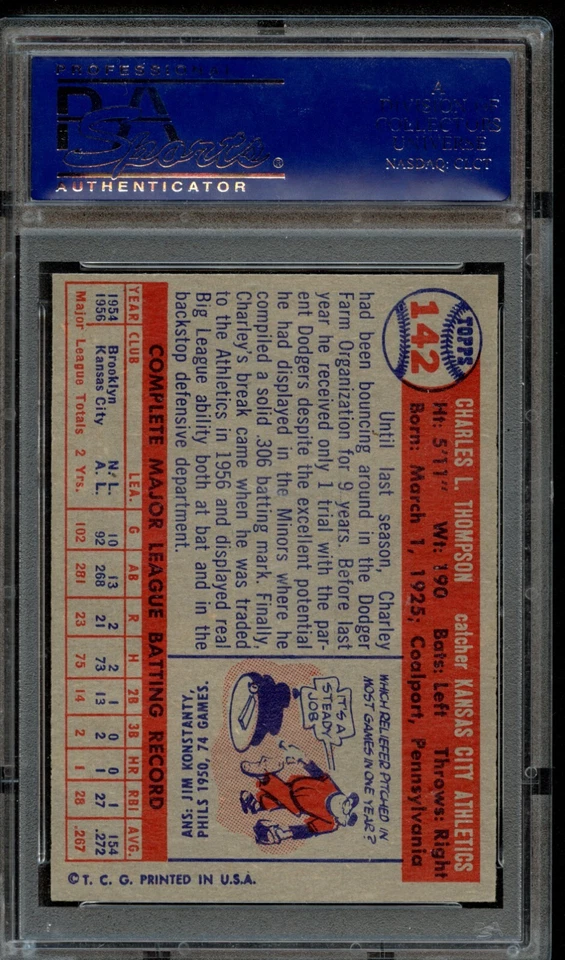 PROFESSIONAL
PSA
Sports®
AUTHENTICATOR
A
DIVISION OF
COLLECTORS
UNIVERSE
NASDAQ: CLCT
TOPPS
142
CHARLES L. THOMPSON catcher KANSAS CITY ATHLETICS
Ht: 5'11" Wt: 190 Bats: Left Throws: Right
Born: March 1, 1925; Coalport, Pennsylvania
Until last season, Charley
had been bouncing around in the Dodger
Farm Organization for 9 years. Before last
year he received only 1 trial with the par-
ent Dodgers despite the excellent potential
he had displayed in the Minors where he
compiled a solid .306 batting mark. Finally,
Charley's break came when he was traded
to the Athletics in 1956 and displayed real
Big League ability both at bat and in the
backstop defensive department.
WHICH RELIEFER PITCHED IN
MOST GAMES IN ONE YEAR?
IT'S A
STEADY
JOB
ANS: JIM KONSTANTY,
PHILS 1950, 74 GAMES.
COMPLETE MAJOR LEAGUE BATTING RECORD
YEAR CLUB LEA. G AB R H 2B 3B HR RBI AVG.
1954 Brooklyn N. L. 10 13 2 2 1 0 0 1 .154
1956 Kansas City A. L. 92 268 21 73 13 2 1 27 .272
Major League Totals 2 Yrs. 102 281 23 75 14 2 1 28 .267
©T. C. G. PRINTED IN U.S.A.